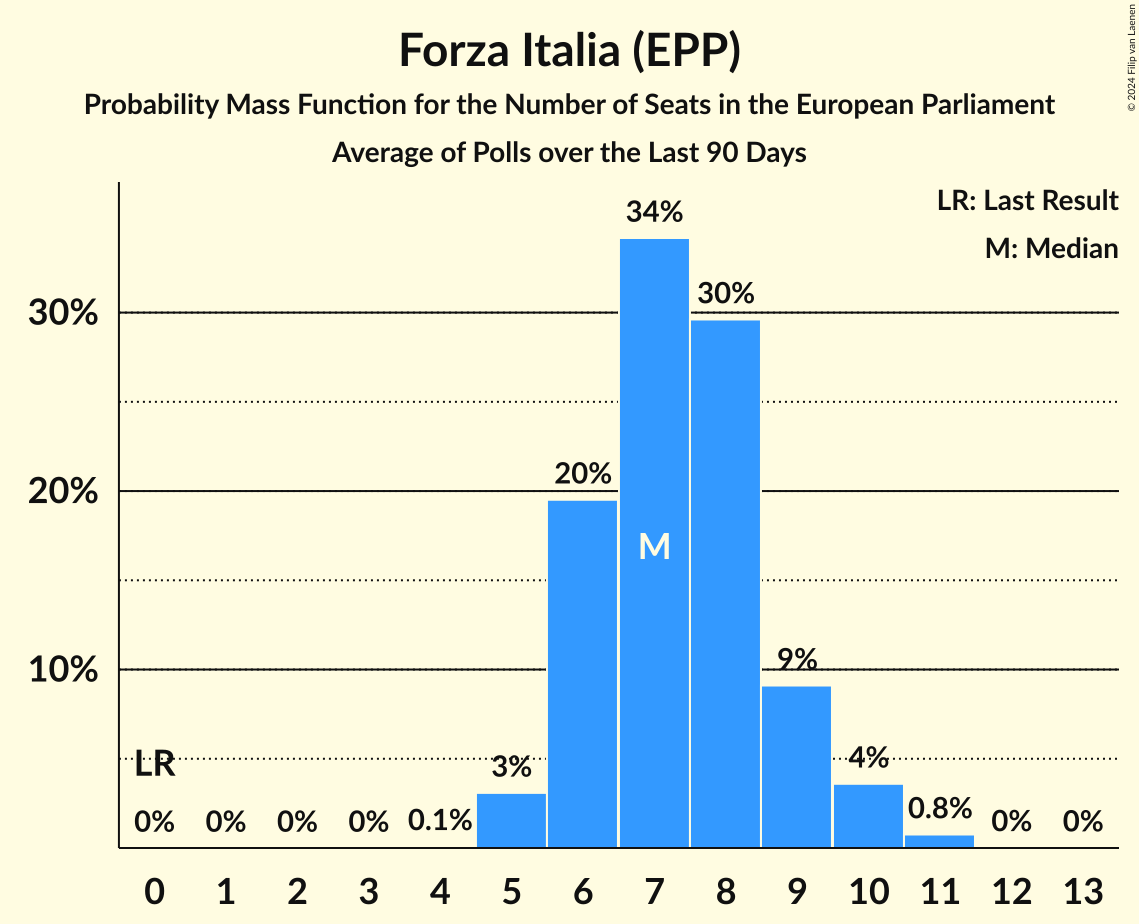 Forza Italia (EPP)
Probability Mass Function for the Number of Seats in the European Parliament
Average of Polls over the Last 90 Days
© 2024 Filip van Laenen
LR: Last Result
M: Median
34%
30%
30%
20%
20%
M
10%
9%
LR
3%
4%
0% 0% 0% 0% 0.1% 0.8% 0% 0%
0 1 2 3 4 5 6 7 8 9 10 11 12 13